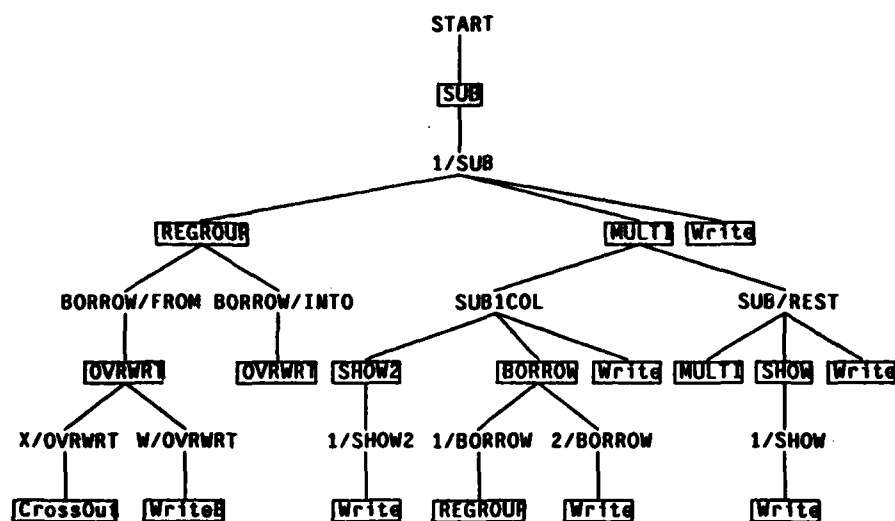 START
SUB
1/SUB
REGROUP MULTI Write
BORROW/FROM BORROW/INTO SUB1COL SUB/REST
OVRWRT OVRWRT SHOW2 BORROW Write MULTI SHOW Write
X/OVRWRT W/OVRWRT 1/SHOW2 1/BORROW 2/BORROW 1/SHOW
CrossOut WriteB Write REGROUP Write Write